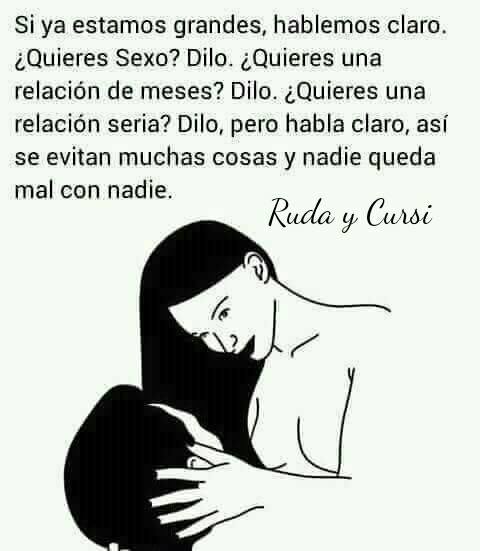 Si ya estamos grandes, hablemos claro.
¿Quieres Sexo? Dilo. ¿Quieres una
relación de meses? Dilo. ¿Quieres una
relación seria? Dilo, pero habla claro, así
se evitan muchas cosas y nadie queda
mal con nadie.
Ruda y Cursi